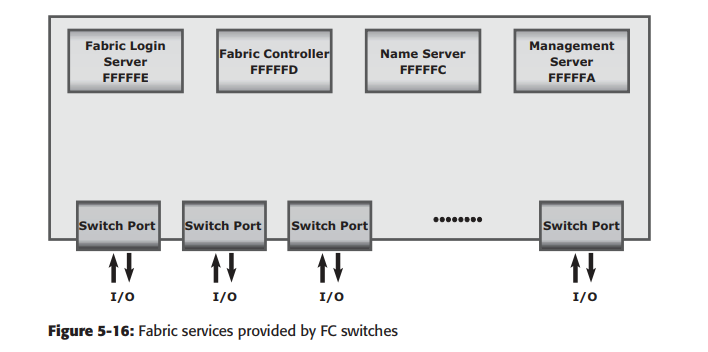 Fabric Login
Server
FFFFFE
Fabric Controller
FFFFFD
Name Server
FFFFFC
Management
Server
FFFFFA
Switch Port
Switch Port
Switch Port
Switch Port
I/O
I/O
I/O
I/O
Figure 5-16: Fabric services provided by FC switches